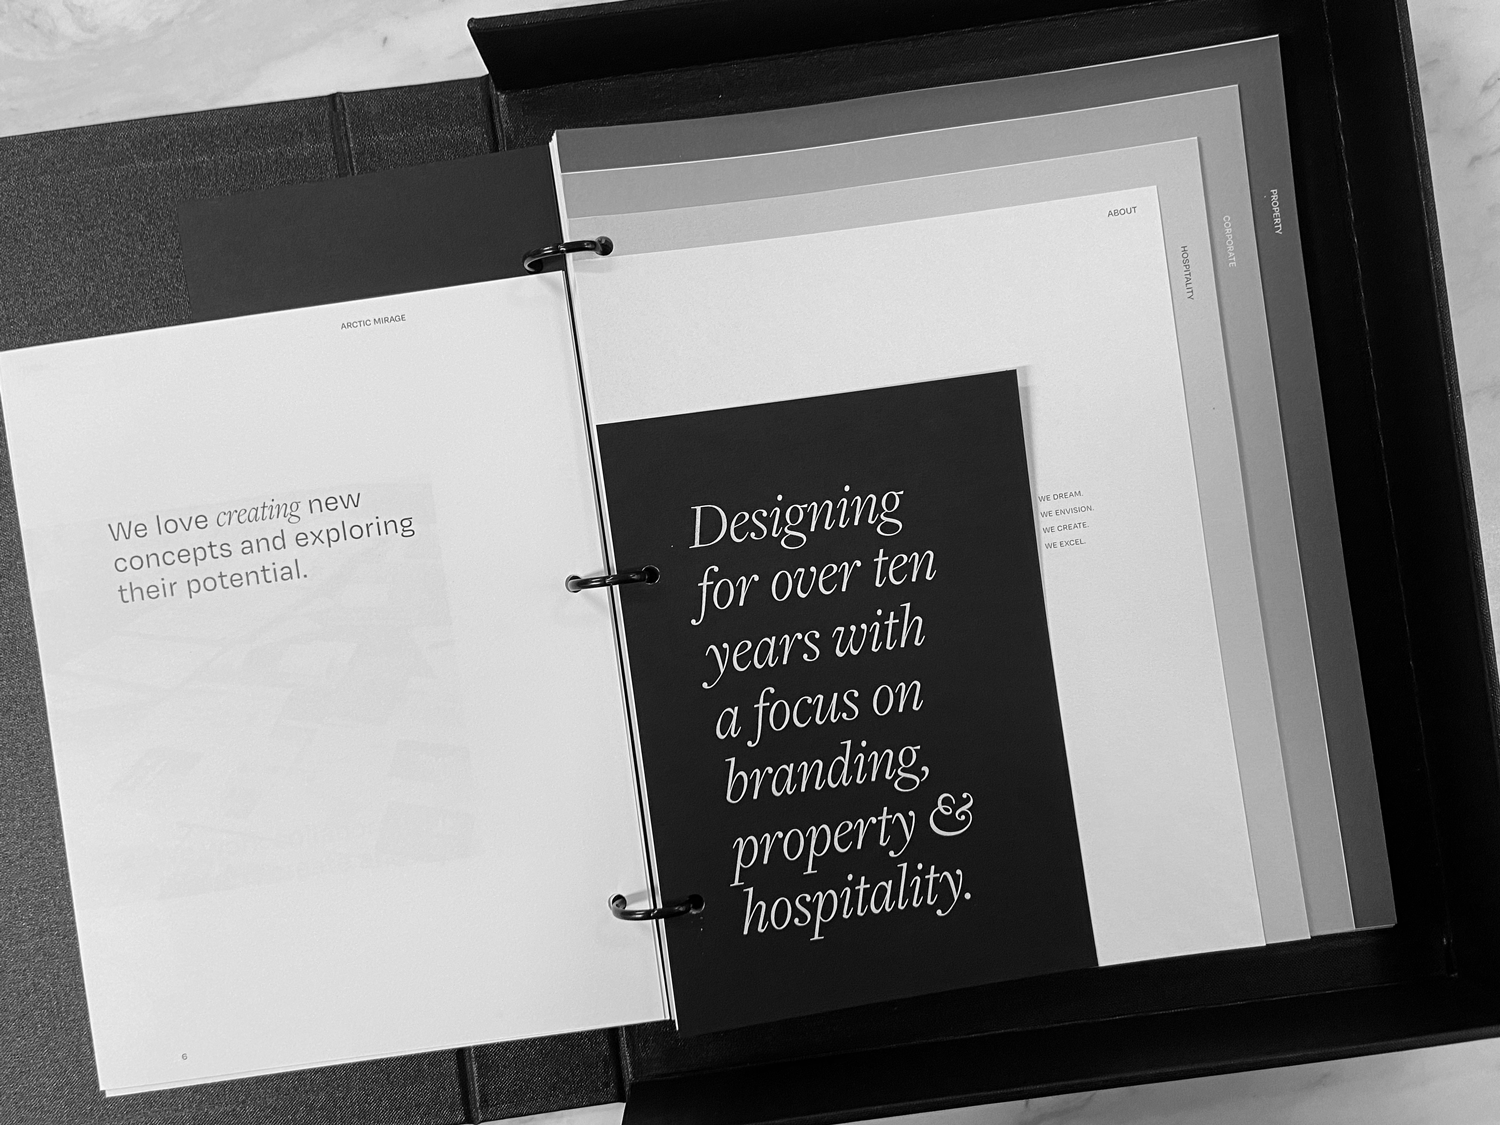 ARCTIC MIRAGE
We love creating new
concepts and exploring
their potential.
6
Designing
for over ten
years with
a focus on
branding,
property &
hospitality.
ABOUT
WE DREAM.
WE ENVISION.
WE CREATE.
WE EXCEL.
HOSPITALITY
CORPORATE
PROPERTY